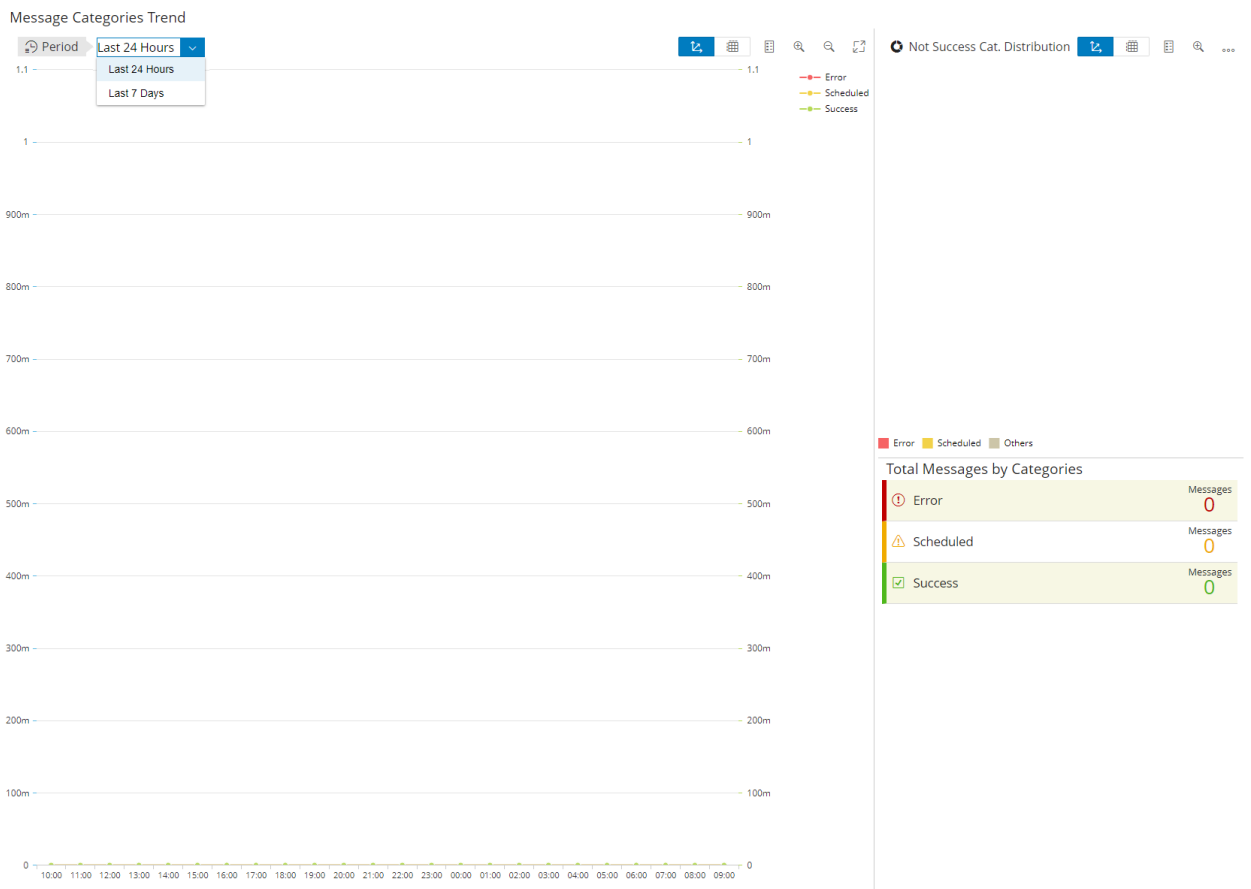 Message Categories Trend
Period Last 24 Hours
Last 24 Hours
Last 7 Days
Error
Scheduled
Success
1.1 1.1
1 1
900m 900m
800m 800m
700m 700m
600m 600m
500m 500m
400m 400m
300m 300m
200m 200m
100m 100m
0 0
10:00 11:00 12:00 13:00 14:00 15:00 16:00 17:00 18:00 19:00 20:00 21:00 22:00 23:00 00:00 01:00 02:00 03:00 04:00 05:00 06:00 07:00 08:00 09:00
Not Success Cat. Distribution
Error Scheduled Others
Total Messages by Categories
Error Messages 0
Scheduled Messages 0
Success Messages 0